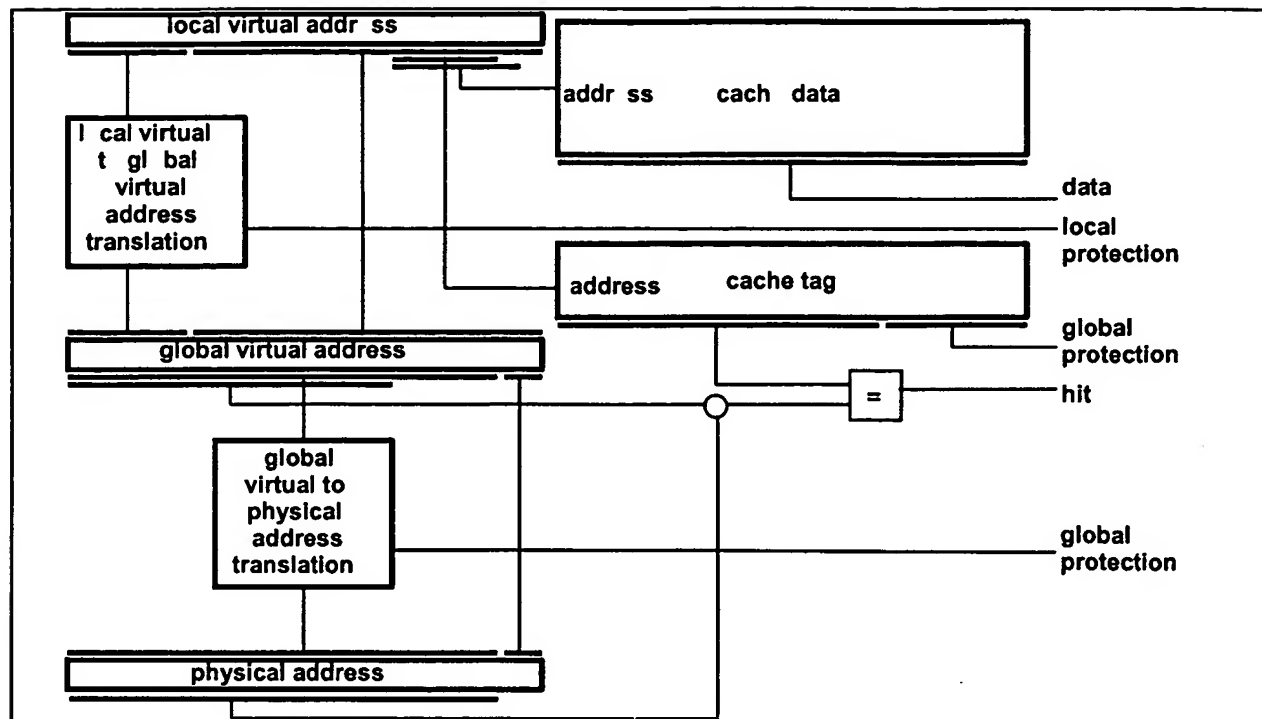 local virtual addr ss
addr ss cach data
l cal virtual
t gl bal
virtual
address
translation
data
local
protection
address cache tag
global
protection
global virtual address
hit
=
global
virtual to
physical
address
translation
global
protection
physical address